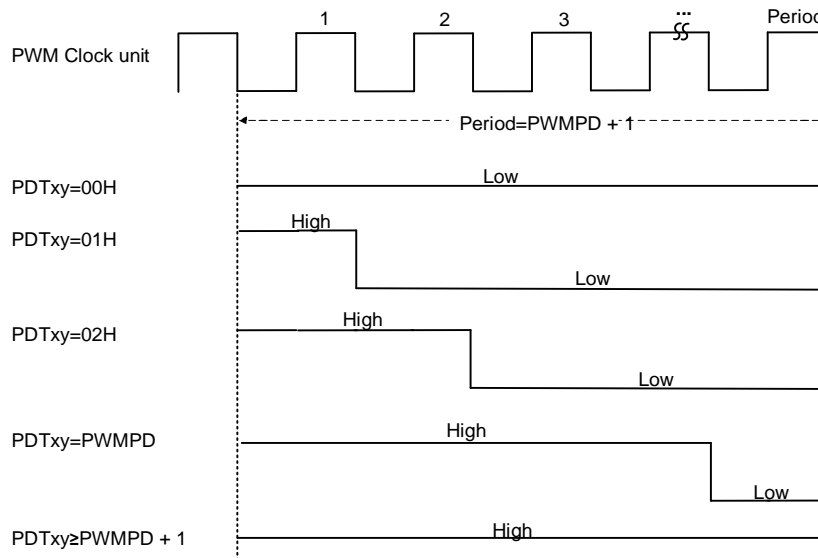 1 2 3 ... Period
PWM Clock unit
Period=PWMPD + 1
PDTxy=00H Low
PDTxy=01H High Low
PDTxy=02H High Low
PDTxy=PWMPD High Low
PDTxy≥PWMPD + 1 High